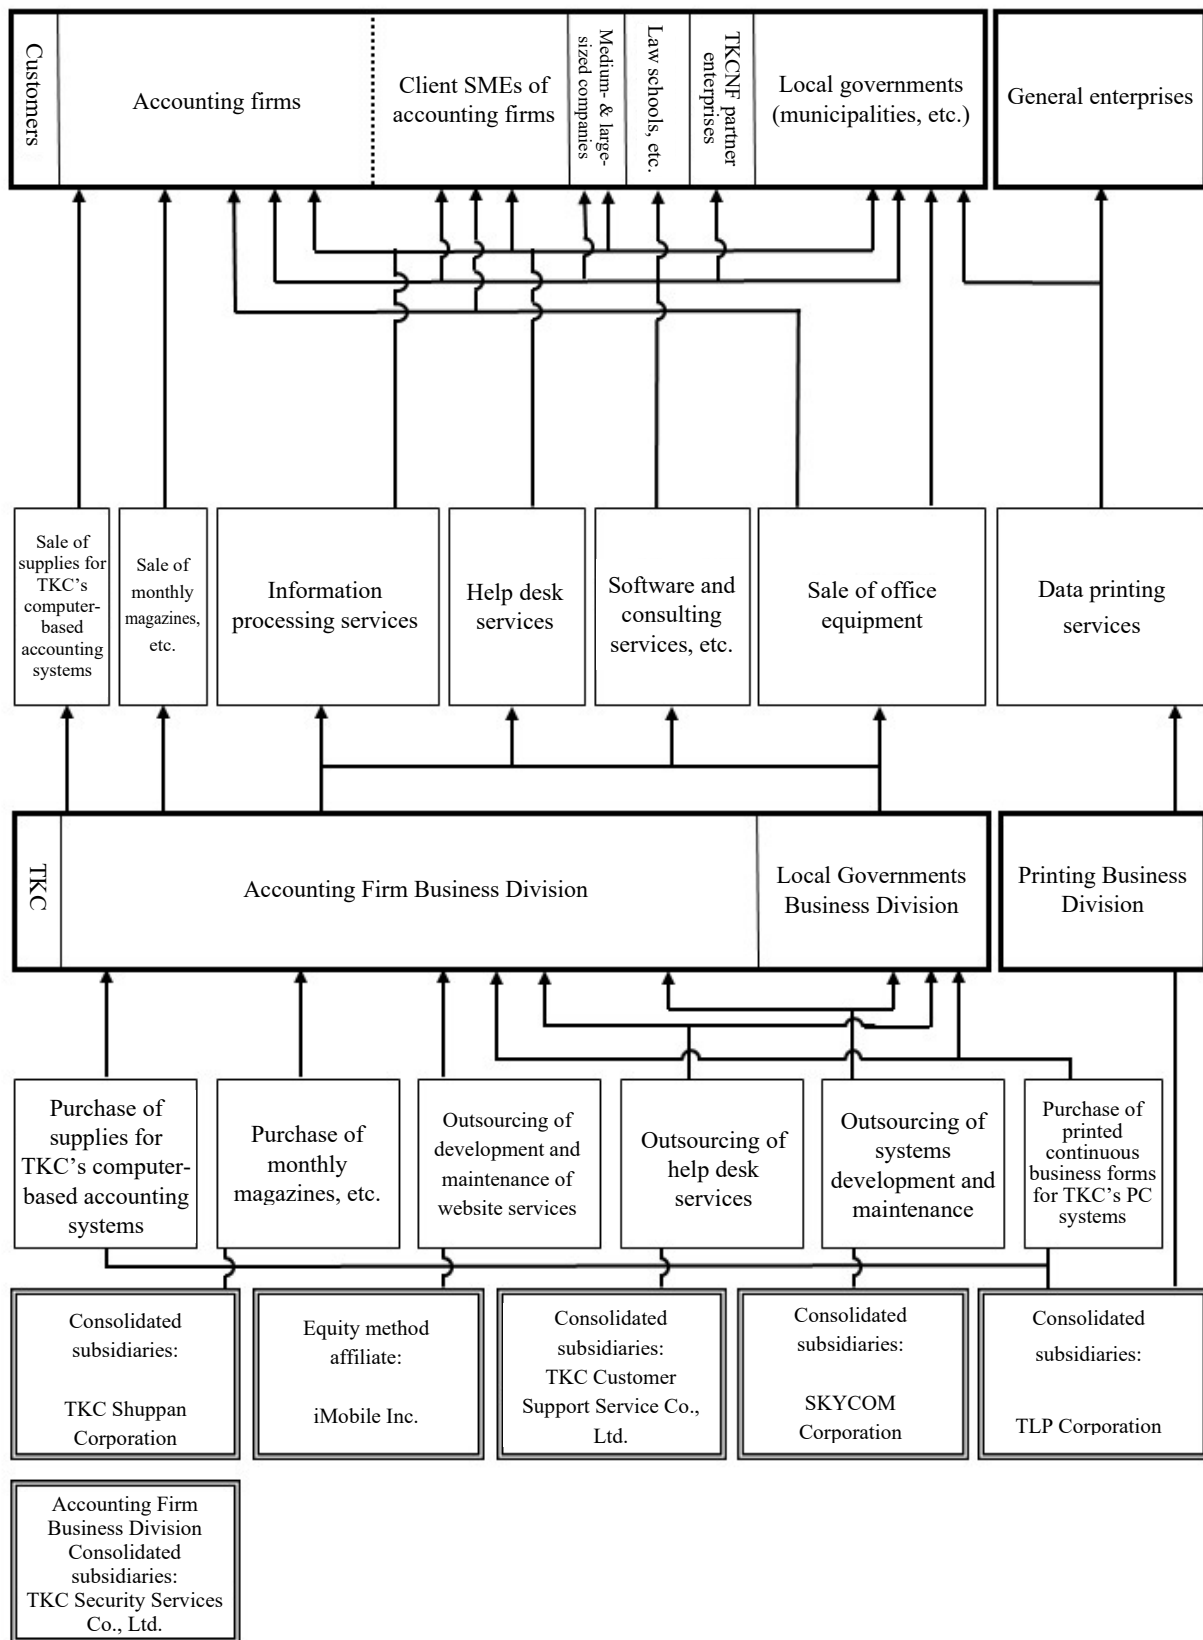 Customers
Accounting firms
Client SMEs of
accounting firms
Medium- & large-
sized companies
Law schools, etc.
TKCNF partner
enterprises
Local governments
(municipalities, etc.)
General enterprises
Sale of
supplies for
TKC's
computer-
based
accounting
systems
Sale of
monthly
magazines,
etc.
Information
processing services
Help desk
services
Software and
consulting
services, etc.
Sale of office
equipment
Data printing
services
TKC
Accounting Firm Business Division
Local Governments
Business Division
Printing Business
Division
Purchase of
supplies for
TKC's computer-
based accounting
systems
Purchase of
monthly
magazines, etc.
Outsourcing of
development and
maintenance of
website services
Outsourcing of
help desk
services
Outsourcing of
systems
development and
maintenance
Purchase of
printed
continuous
business forms
for TKC's PC
systems
Consolidated
subsidiaries:
TKC Shuppan
Corporation
Equity method
affiliate:
iMobile Inc.
Consolidated
subsidiaries:
TKC Customer
Support Service Co.,
Ltd.
Consolidated
subsidiaries:
SKYCOM
Corporation
Consolidated
subsidiaries:
TLP Corporation
Accounting Firm
Business Division
Consolidated
subsidiaries:
TKC Security Services
Co., Ltd.